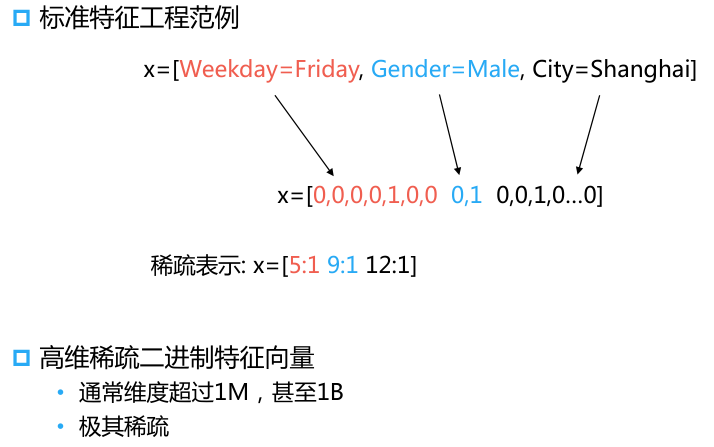 标准特征工程范例
x=[Weekday=Friday, Gender=Male, City=Shanghai]
x=[0,0,0,0,1,0,0 0,1 0,0,1,0…0]
稀疏表示: x=[5:1 9:1 12:1]
高维稀疏二进制特征向量
• 通常维度超过1M，甚至1B
• 极其稀疏